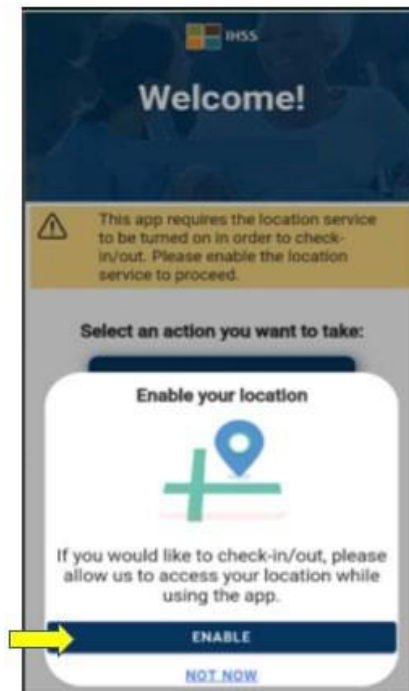 IHSS
Welcome!
This app requires the location service
to be turned on in order to check-
in/out. Please enable the location
service to proceed.
Select an action you want to take:
Enable your location
If you would like to check-in/out, please
allow us to access your location while
using the app.
ENABLE
NOT NOW